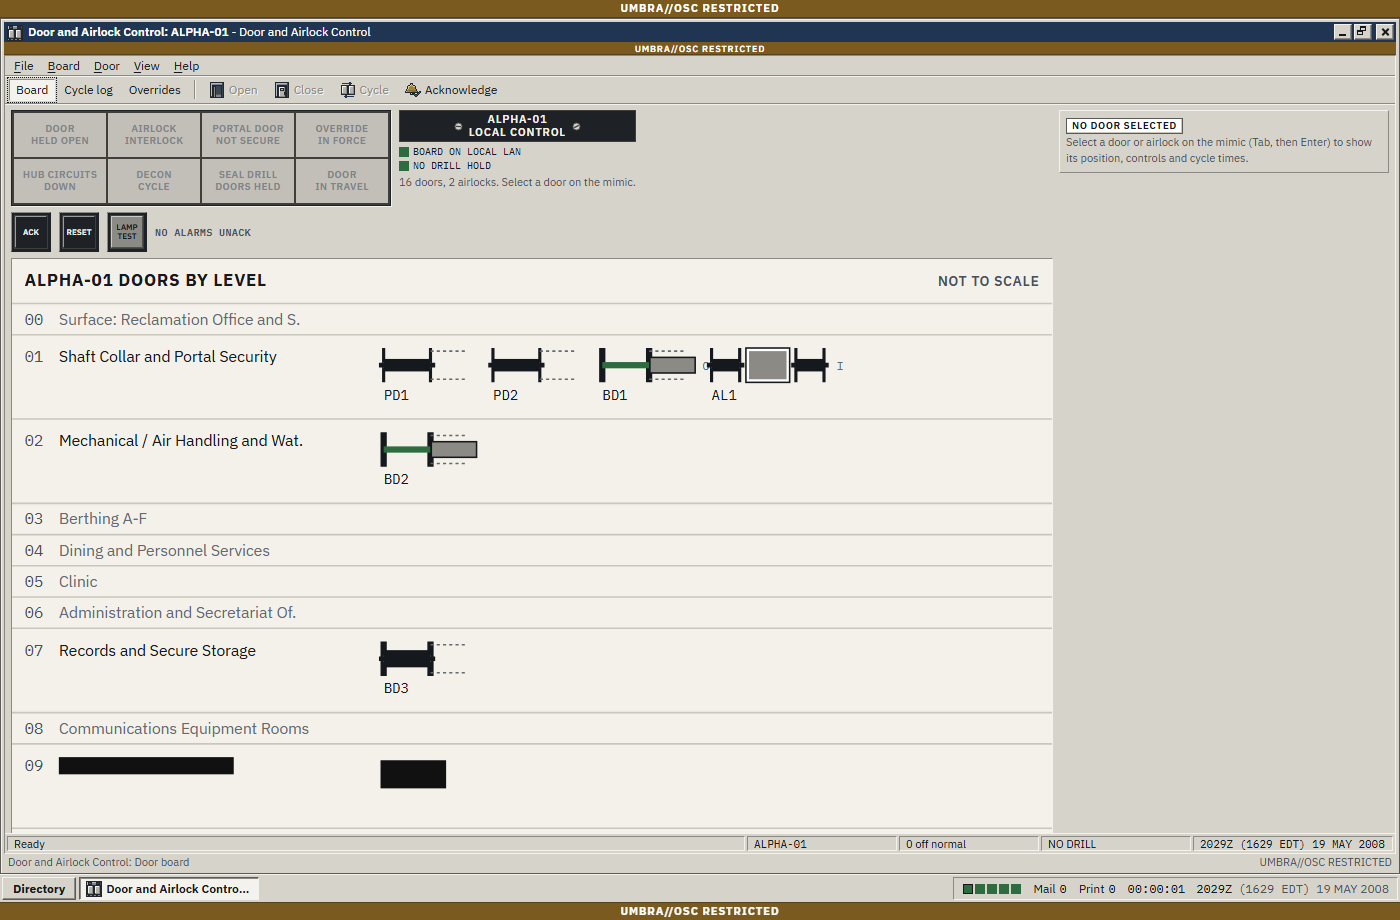 UMBRA//OSC RESTRICTED
Door and Airlock Control: ALPHA-01 - Door and Airlock Control
UMBRA//OSC RESTRICTED
File Board Door View Help
Board Cycle log Overrides Open Close Cycle Acknowledge
DOOR HELD OPEN
AIRLOCK INTERLOCK
PORTAL DOOR NOT SECURE
OVERRIDE IN FORCE
HUB CIRCUITS DOWN
DECON CYCLE
SEAL DRILL DOORS HELD
DOOR IN TRAVEL
ALPHA-01
LOCAL CONTROL
BOARD ON LOCAL LAN
NO DRILL HOLD
16 doors, 2 airlocks. Select a door on the mimic.
NO DOOR SELECTED
Select a door or airlock on the mimic (Tab, then Enter) to show
its position, controls and cycle times.
ACK RESET LAMP TEST NO ALARMS UNACK
ALPHA-01 DOORS BY LEVEL NOT TO SCALE
00 Surface: Reclamation Office and S.
01 Shaft Collar and Portal Security
O I
PD1 PD2 BD1 AL1
02 Mechanical / Air Handling and Wat.
BD2
03 Berthing A-F
04 Dining and Personnel Services
05 Clinic
06 Administration and Secretariat Of.
07 Records and Secure Storage
BD3
08 Communications Equipment Rooms
09
Ready ALPHA-01 0 off normal NO DRILL 2029Z (1629 EDT) 19 MAY 2008
Door and Airlock Control: Door board UMBRA//OSC RESTRICTED
Directory Door and Airlock Contro... Mail 0 Print 0 00:00:01 2029Z (1629 EDT) 19 MAY 2008
UMBRA//OSC RESTRICTED